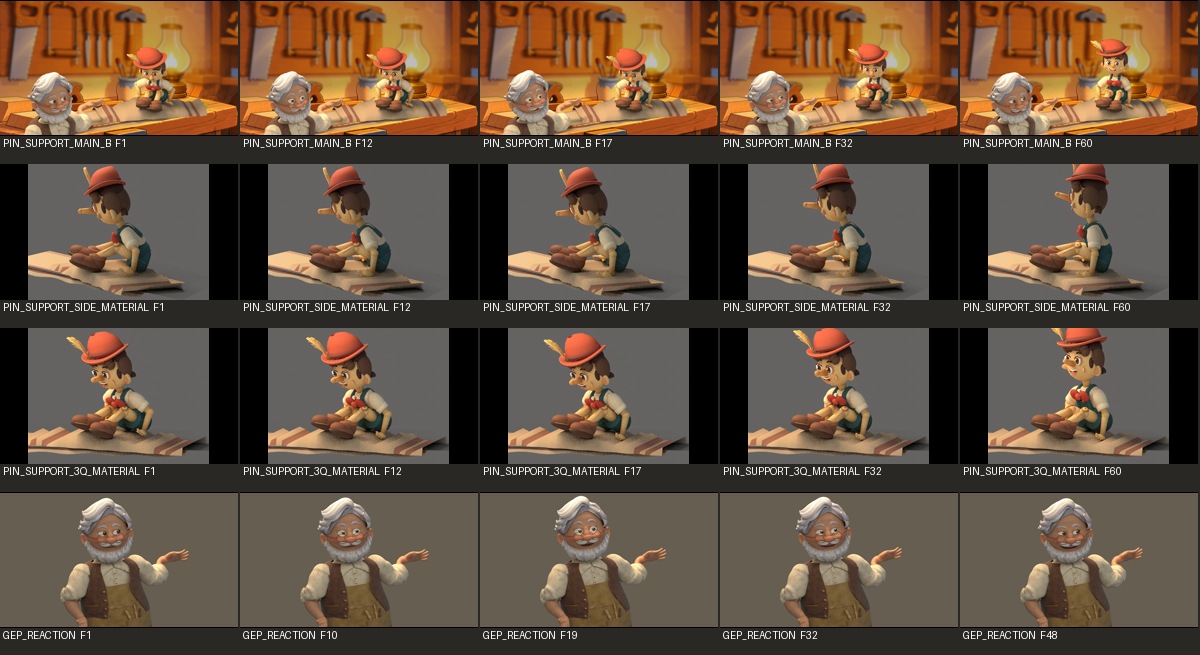 PIN_SUPPORT_MAIN_B F1
PIN_SUPPORT_MAIN_B F12
PIN_SUPPORT_MAIN_B F17
PIN_SUPPORT_MAIN_B F32
PIN_SUPPORT_MAIN_B F60
PIN_SUPPORT_SIDE_MATERIAL F1
PIN_SUPPORT_SIDE_MATERIAL F12
PIN_SUPPORT_SIDE_MATERIAL F17
PIN_SUPPORT_SIDE_MATERIAL F32
PIN_SUPPORT_SIDE_MATERIAL F60
PIN_SUPPORT_3Q_MATERIAL F1
PIN_SUPPORT_3Q_MATERIAL F12
PIN_SUPPORT_3Q_MATERIAL F17
PIN_SUPPORT_3Q_MATERIAL F32
PIN_SUPPORT_3Q_MATERIAL F60
GEP_REACTION F1
GEP_REACTION F10
GEP_REACTION F19
GEP_REACTION F32
GEP_REACTION F48